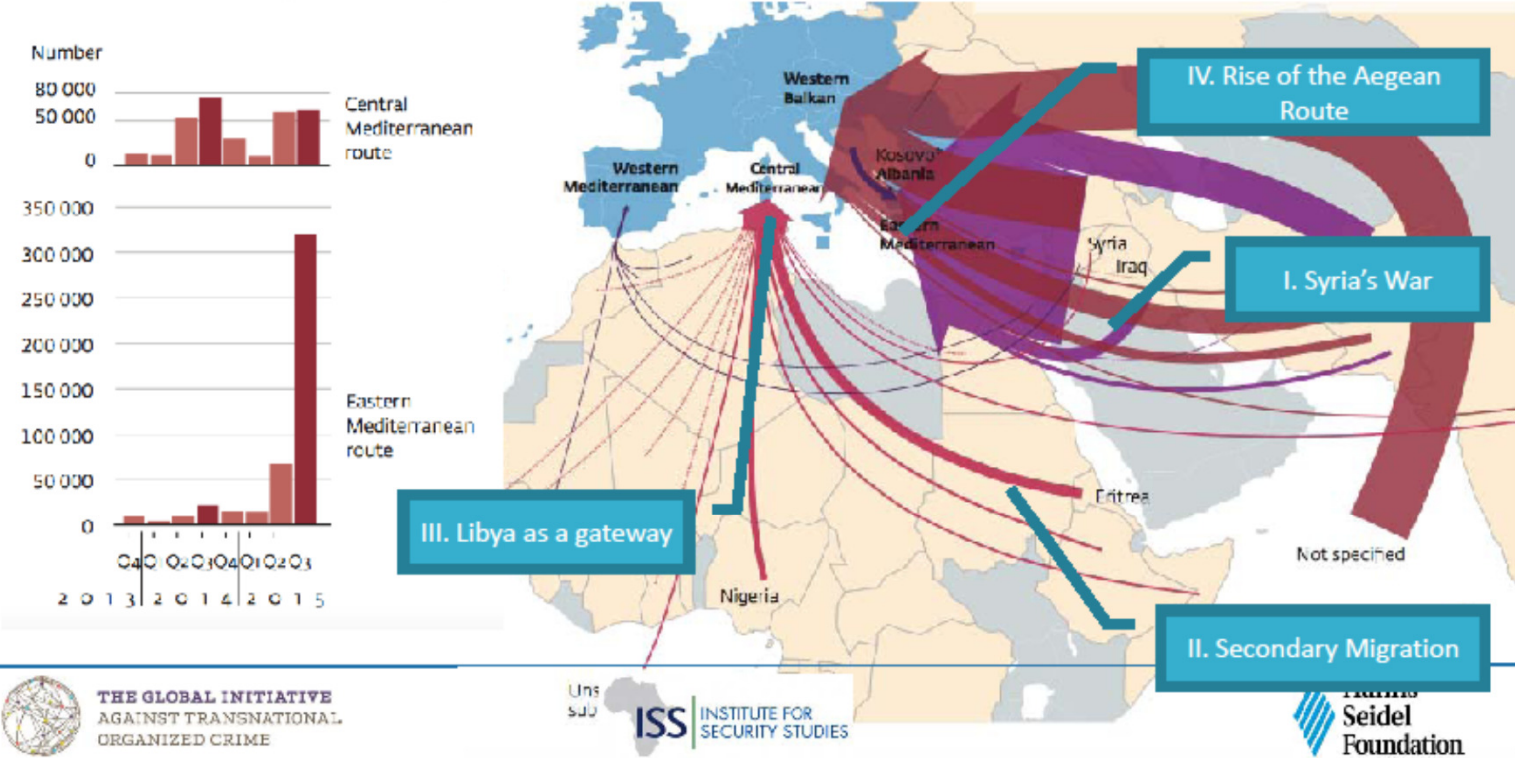 Number
80 000
50 000
0
Central
Mediterranean
route
350 000
300 000
250 000
200 000
150 000
100 000
50 000
0
Eastern
Mediterranean
route
Q4 Q1 Q2 Q3 Q4 Q1 Q2 Q3
2 0 1 3 2 0 1 4 2 0 1 5
Western
Balkan
IV. Rise of the Aegean
Route
Western
Mediterranean
Central
Mediterranean
Kosovo*
Albania
Eastern
Mediterranean
Syria
Iraq
I. Syria's War
III. Libya as a gateway
Eritrea
Nigeria
Not specified
II. Secondary Migration
THE GLOBAL INITIATIVE
AGAINST TRANSNATIONAL
ORGANIZED CRIME
Uns
sub
ISS INSTITUTE FOR
SECURITY STUDIES
Seidel
Foundation